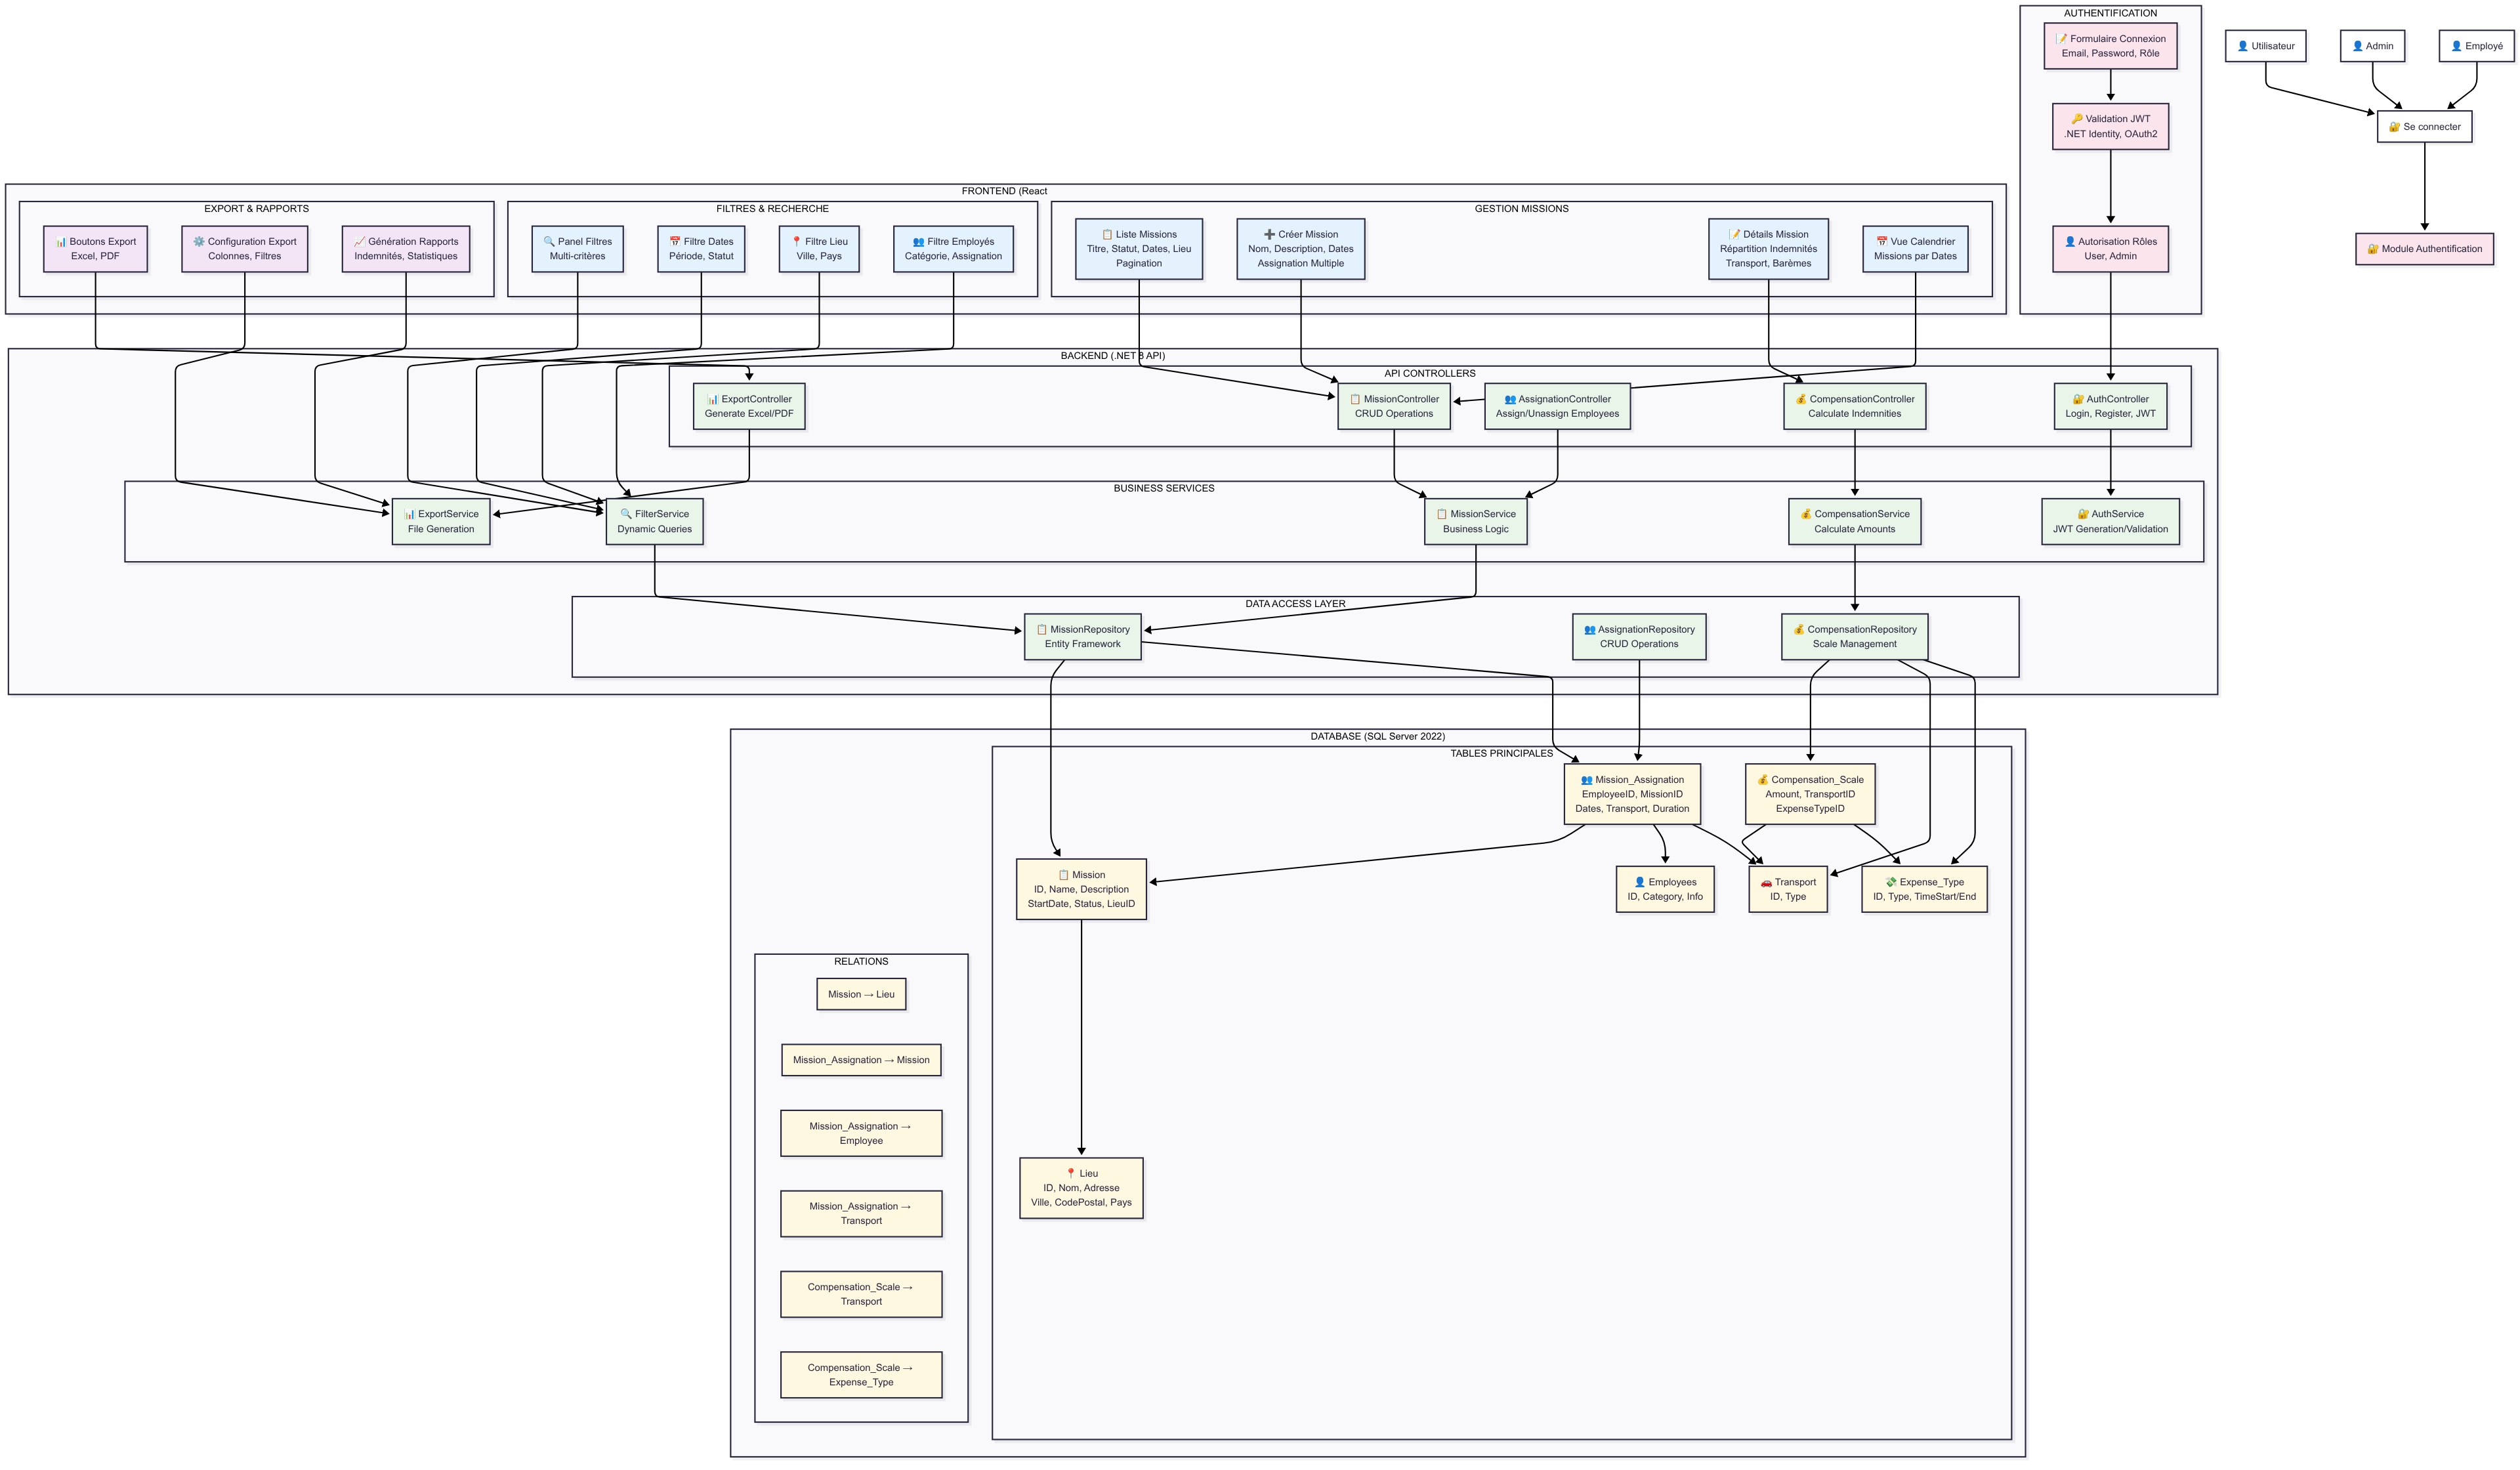 AUTHENTIFICATION
📝 Formulaire Connexion
Email, Password, Rôle
🔑 Validation JWT
.NET Identity, OAuth2
👤 Autorisation Rôles
User, Admin
👤 Utilisateur
👤 Admin
👤 Employé
🔐 Se connecter
🔐 Module Authentification
FRONTEND (React
EXPORT & RAPPORTS
📊 Boutons Export
Excel, PDF
⚙️ Configuration Export
Colonnes, Filtres
📈 Génération Rapports
Indemnités, Statistiques
FILTRES & RECHERCHE
🔍 Panel Filtres
Multi-critères
📅 Filtre Dates
Période, Statut
📍 Filtre Lieu
Ville, Pays
👥 Filtre Employés
Catégorie, Assignation
GESTION MISSIONS
📋 Liste Missions
Titre, Statut, Dates, Lieu
Pagination
➕ Créer Mission
Nom, Description, Dates
Assignation Multiple
📝 Détails Mission
Répartition Indemnités
Transport, Barèmes
📅 Vue Calendrier
Missions par Dates
BACKEND (.NET 8 API)
API CONTROLLERS
📊 ExportController
Generate Excel/PDF
📋 MissionController
CRUD Operations
👥 AssignationController
Assign/Unassign Employees
💰 CompensationController
Calculate Indemnities
🔐 AuthController
Login, Register, JWT
BUSINESS SERVICES
📊 ExportService
File Generation
🔍 FilterService
Dynamic Queries
📋 MissionService
Business Logic
💰 CompensationService
Calculate Amounts
🔐 AuthService
JWT Generation/Validation
DATA ACCESS LAYER
📋 MissionRepository
Entity Framework
👥 AssignationRepository
CRUD Operations
💰 CompensationRepository
Scale Management
DATABASE (SQL Server 2022)
TABLES PRINCIPALES
👥 Mission_Assignation
EmployeeID, MissionID
Dates, Transport, Duration
💰 Compensation_Scale
Amount, TransportID
ExpenseTypeID
📋 Mission
ID, Name, Description
StartDate, Status, LieuID
👤 Employees
ID, Category, Info
🚗 Transport
ID, Type
💸 Expense_Type
ID, Type, TimeStart/End
📍 Lieu
ID, Nom, Adresse
Ville, CodePostal, Pays
RELATIONS
Mission → Lieu
Mission_Assignation → Mission
Mission_Assignation →
Employee
Mission_Assignation →
Transport
Compensation_Scale →
Transport
Compensation_Scale →
Expense_Type